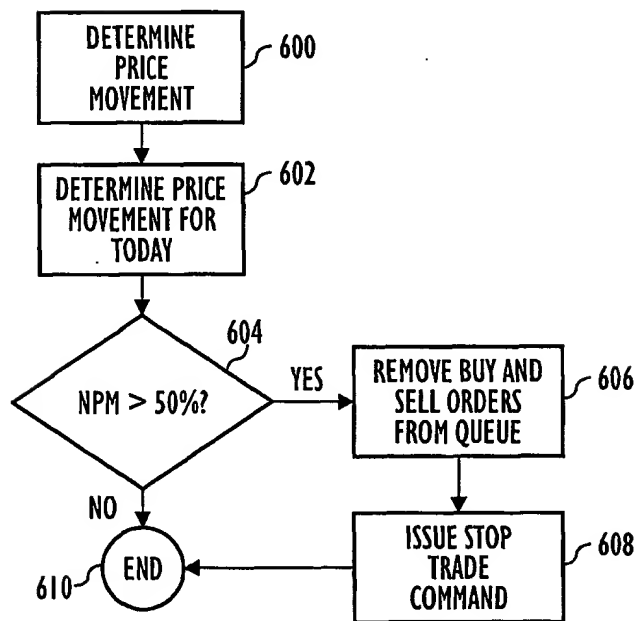 DETERMINE
PRICE
MOVEMENT
600
DETERMINE PRICE
MOVEMENT FOR
TODAY
602
NPM > 50%?
604
YES
REMOVE BUY AND
SELL ORDERS
FROM QUEUE
606
NO
END
610
ISSUE STOP
TRADE
COMMAND
608